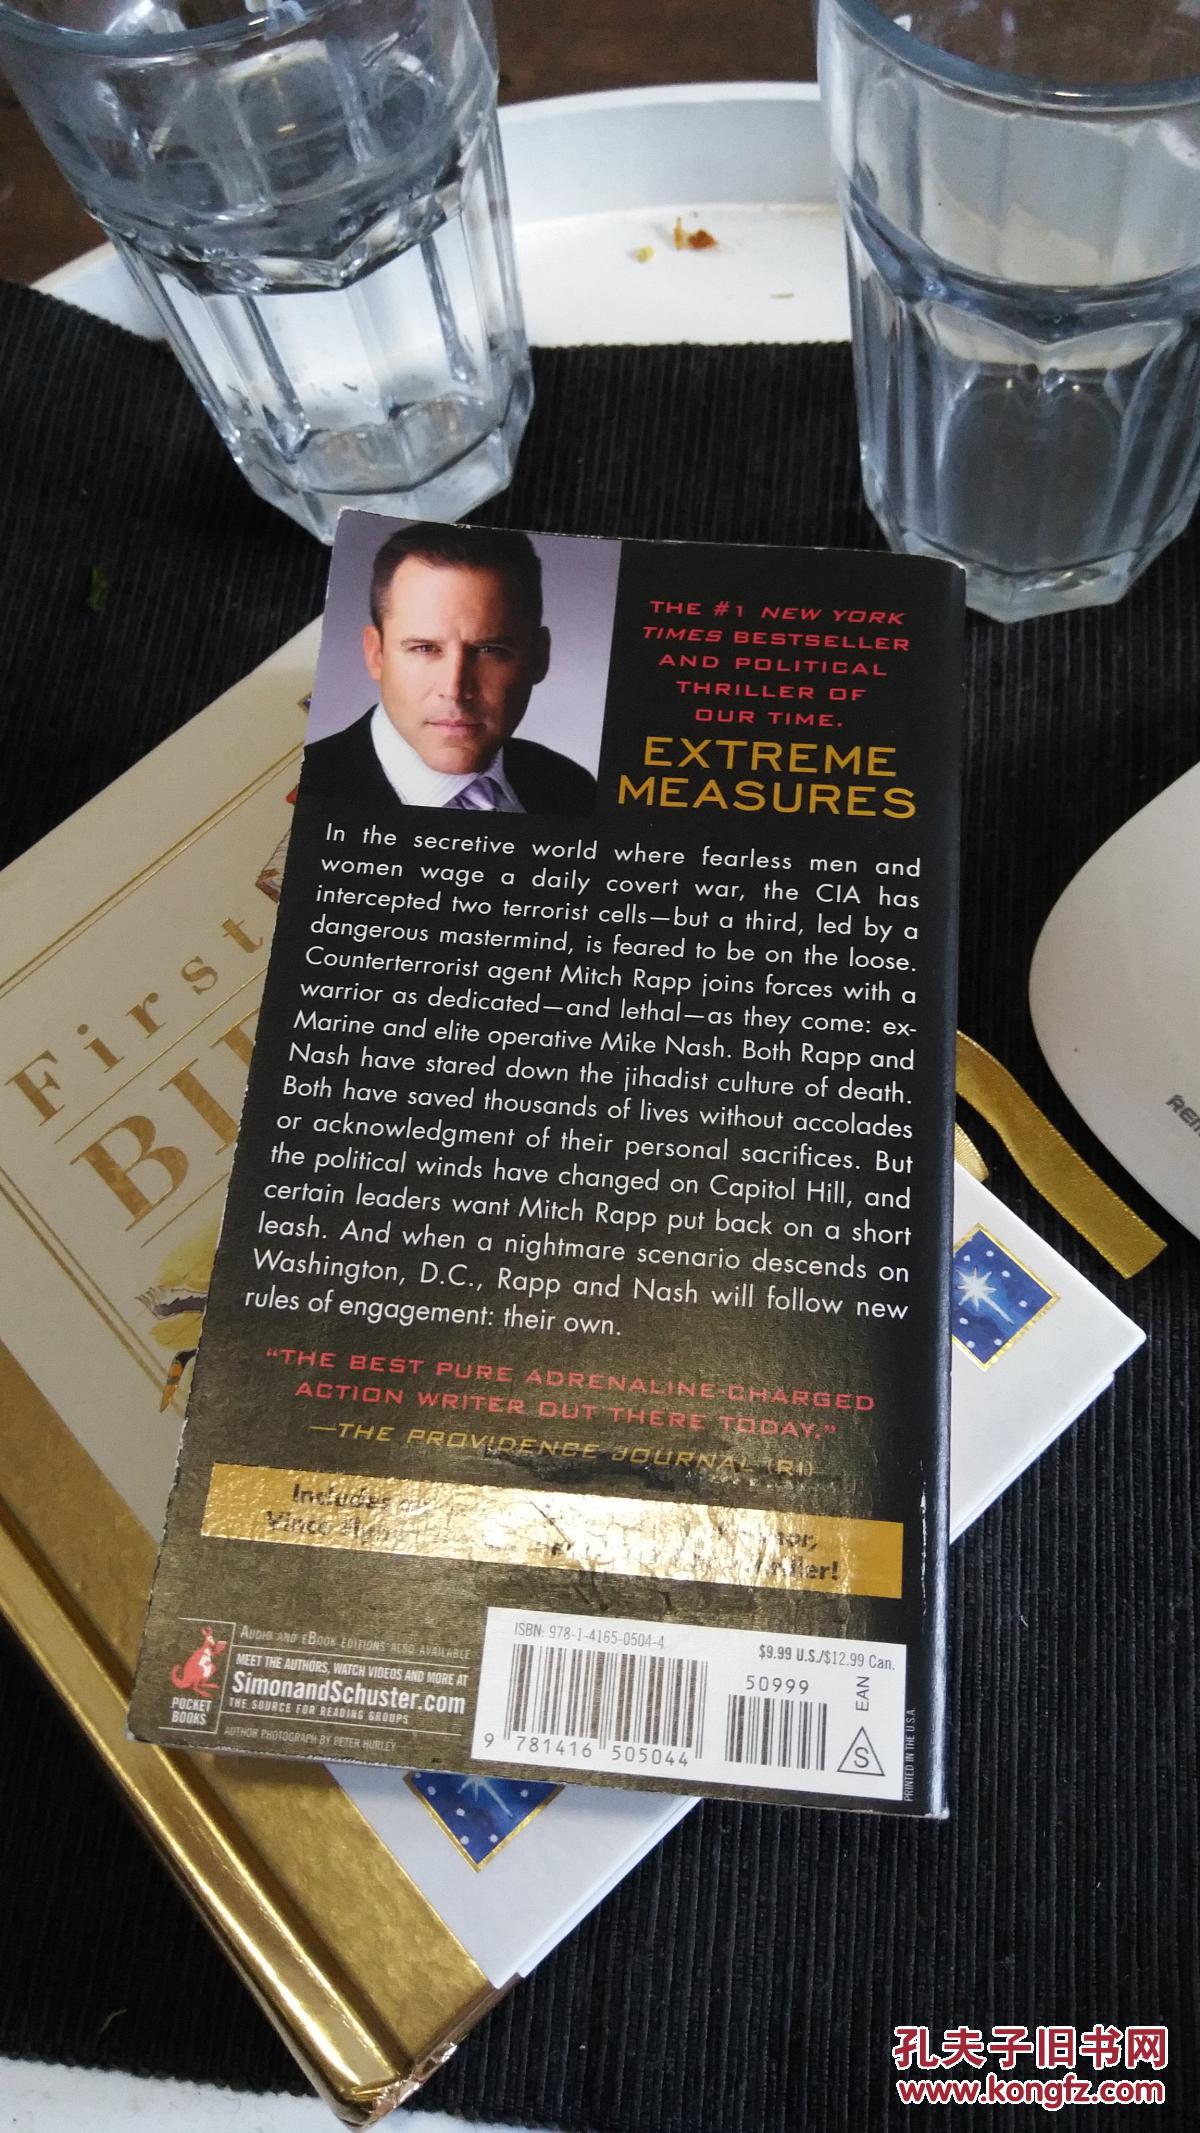 THE #1 NEW YORK
TIMES BESTSELLER
AND POLITICAL
THRILLER OF
OUR TIME.
EXTREME
MEASURES
In the secretive world where fearless men and
women wage a daily covert war, the CIA has
intercepted two terrorist cells—but a third, led by a
dangerous mastermind, is feared to be on the loose.
Counterterrorist agent Mitch Rapp joins forces with a
warrior as dedicated—and lethal—as they come: ex-
Marine and elite operative Mike Nash. Both Rapp and
Nash have stared down the jihadist culture of death.
Both have saved thousands of lives without accolades
or acknowledgment of their personal sacrifices. But
the political winds have changed on Capitol Hill, and
certain leaders want Mitch Rapp put back on a short
leash. And when a nightmare scenario descends on
Washington, D.C., Rapp and Nash will follow new
rules of engagement: their own.
“THE BEST PURE ADRENALINE-CHARGED
ACTION WRITER OUT THERE TODAY.”
—THE PROVIDENCE JOURNAL (RI)
Includes
Vince
AUDIO AND EBOOK EDITIONS ALSO AVAILABLE
MEET THE AUTHORS, WATCH VIDEOS AND MORE AT
SimonandSchuster.com
THE SOURCE FOR READING GROUPS
POCKET
BOOKS
AUTHOR PHOTOGRAPH BY PETER HURLEY
ISBN: 978-1-4165-0504-4
$9.99 U.S./$12.99 Can.
50999
EAN
S
9 781416 505044
PRINTED IN THE U.S.A.
First
孔夫子旧书网
www.kongfz.com